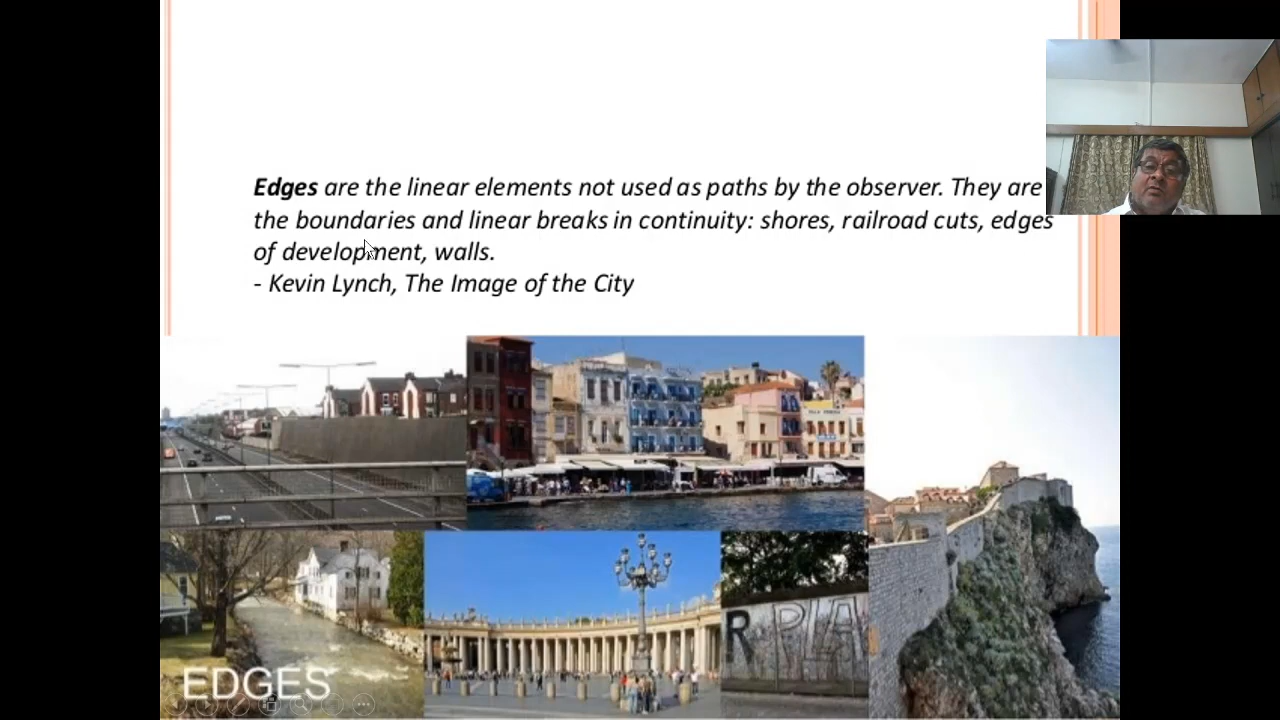 Edges are the linear elements not used as paths by the observer. They are
the boundaries and linear breaks in continuity: shores, railroad cuts, edges
of development, walls.
- Kevin Lynch, The Image of the City
R PLA
EDGES